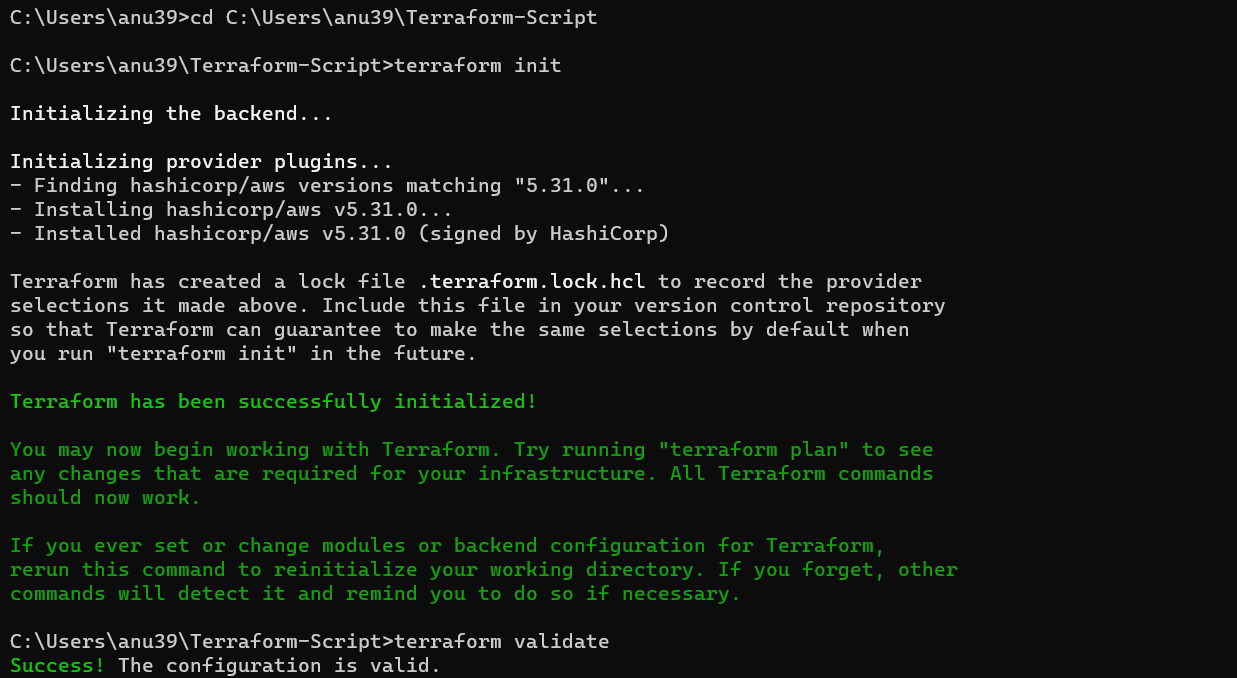 C:\Users\anu39>cd C:\Users\anu39\Terraform-Script
C:\Users\anu39\Terraform-Script>terraform init
Initializing the backend...
Initializing provider plugins...
- Finding hashicorp/aws versions matching "5.31.0"...
- Installing hashicorp/aws v5.31.0...
- Installed hashicorp/aws v5.31.0 (signed by HashiCorp)
Terraform has created a lock file .terraform.lock.hcl to record the provider
selections it made above. Include this file in your version control repository
so that Terraform can guarantee to make the same selections by default when
you run "terraform init" in the future.
Terraform has been successfully initialized!
You may now begin working with Terraform. Try running "terraform plan" to see
any changes that are required for your infrastructure. All Terraform commands
should now work.
If you ever set or change modules or backend configuration for Terraform,
rerun this command to reinitialize your working directory. If you forget, other
commands will detect it and remind you to do so if necessary.
C:\Users\anu39\Terraform-Script>terraform validate
Success! The configuration is valid.